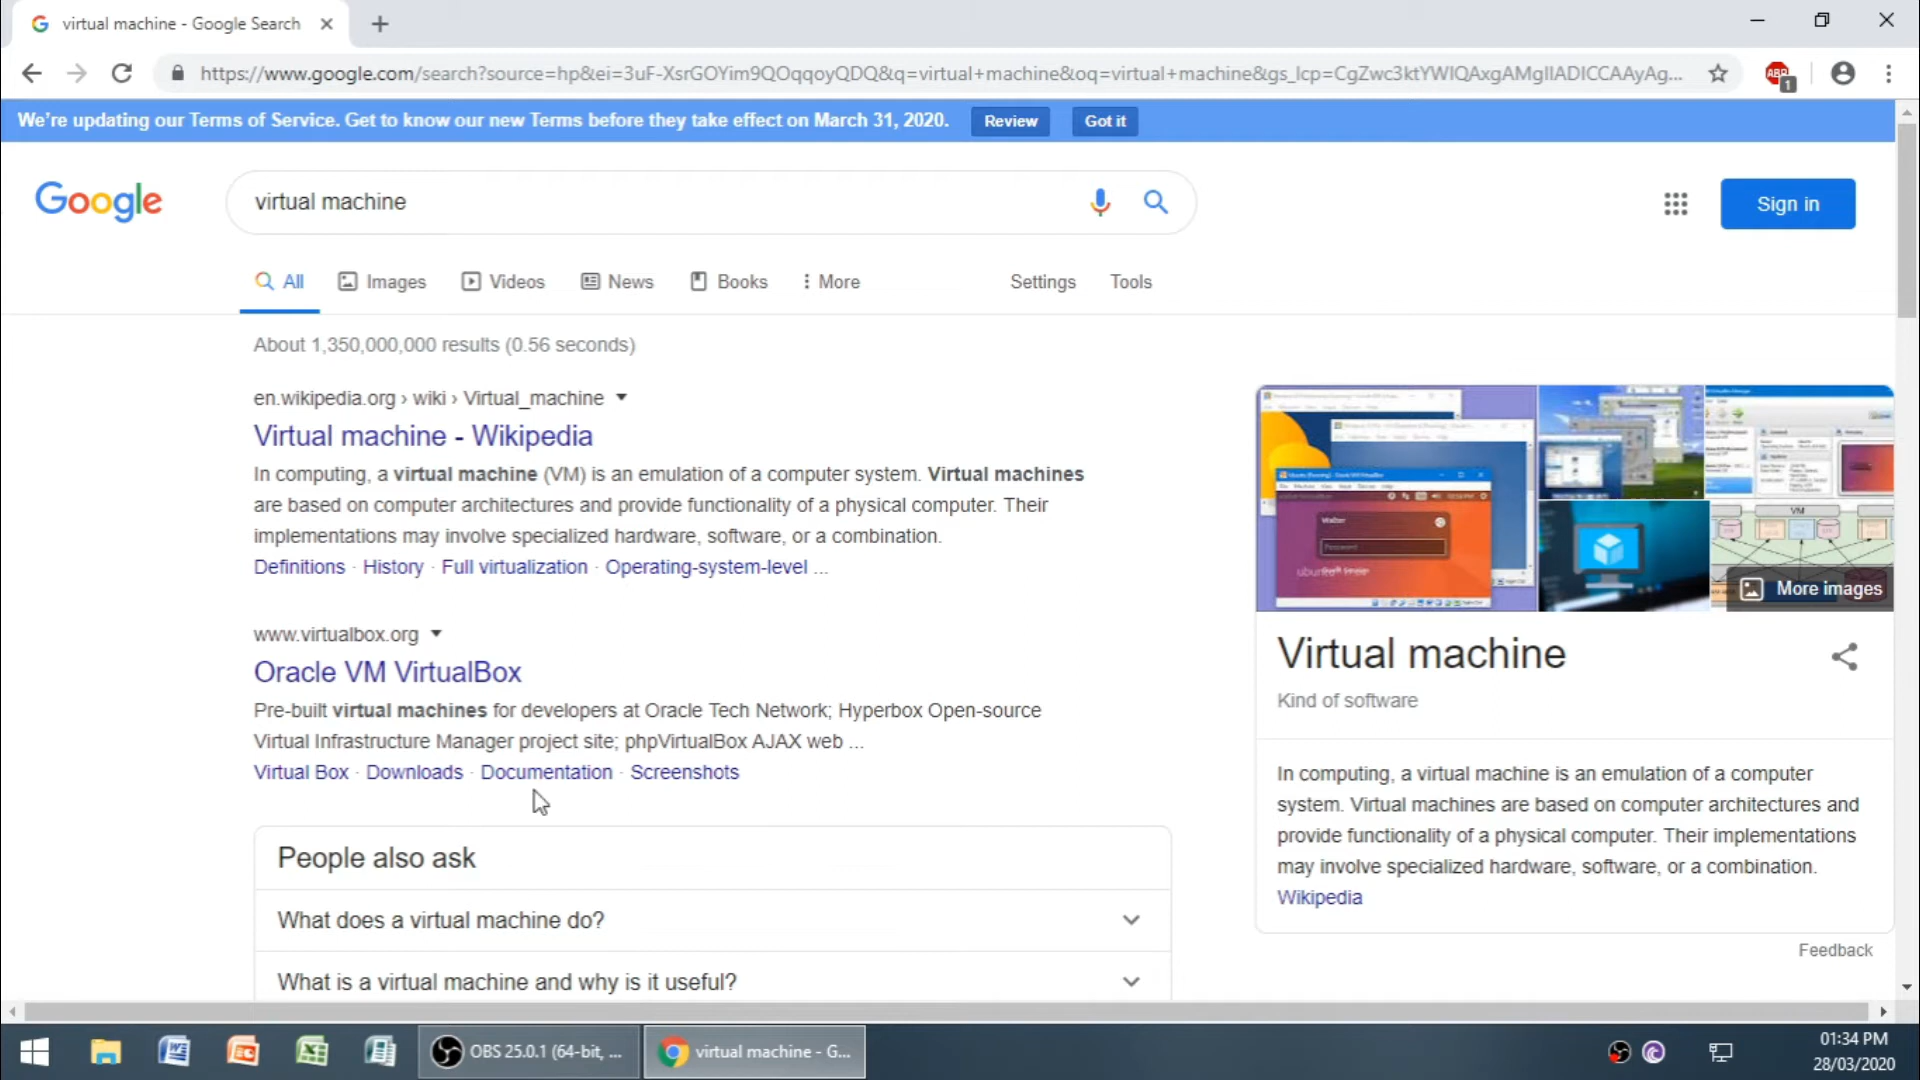 virtual machine - Google Search
https://www.google.com/search?source=hp&ei=3uF-XsrGOYim9QOqqoyQDQ&q=virtual+machine&oq=virtual+machine&gs_lcp=CgZwc3ktYWIQAxgAMgIIADICCAAyAg...
ABP
1
We're updating our Terms of Service. Get to know our new Terms before they take effect on March 31, 2020.
Review
Got it
Google
virtual machine
Sign in
All
Images
Videos
News
Books
More
Settings
Tools
About 1,350,000,000 results (0.56 seconds)
en.wikipedia.org › wiki › Virtual_machine
Virtual machine - Wikipedia
In computing, a virtual machine (VM) is an emulation of a computer system. Virtual machines
are based on computer architectures and provide functionality of a physical computer. Their
implementations may involve specialized hardware, software, or a combination.
Definitions · History · Full virtualization · Operating-system-level ...
www.virtualbox.org
Oracle VM VirtualBox
Pre-built virtual machines for developers at Oracle Tech Network; Hyperbox Open-source
Virtual Infrastructure Manager project site; phpVirtualBox AJAX web ...
Virtual Box · Downloads · Documentation · Screenshots
People also ask
What does a virtual machine do?
What is a virtual machine and why is it useful?
VM
Password
ubuntu
More images
Virtual machine
Kind of software
In computing, a virtual machine is an emulation of a computer
system. Virtual machines are based on computer architectures and
provide functionality of a physical computer. Their implementations
may involve specialized hardware, software, or a combination.
Wikipedia
Feedback
OBS 25.0.1 (64-bit, ...
virtual machine - G...
01:34 PM
28/03/2020